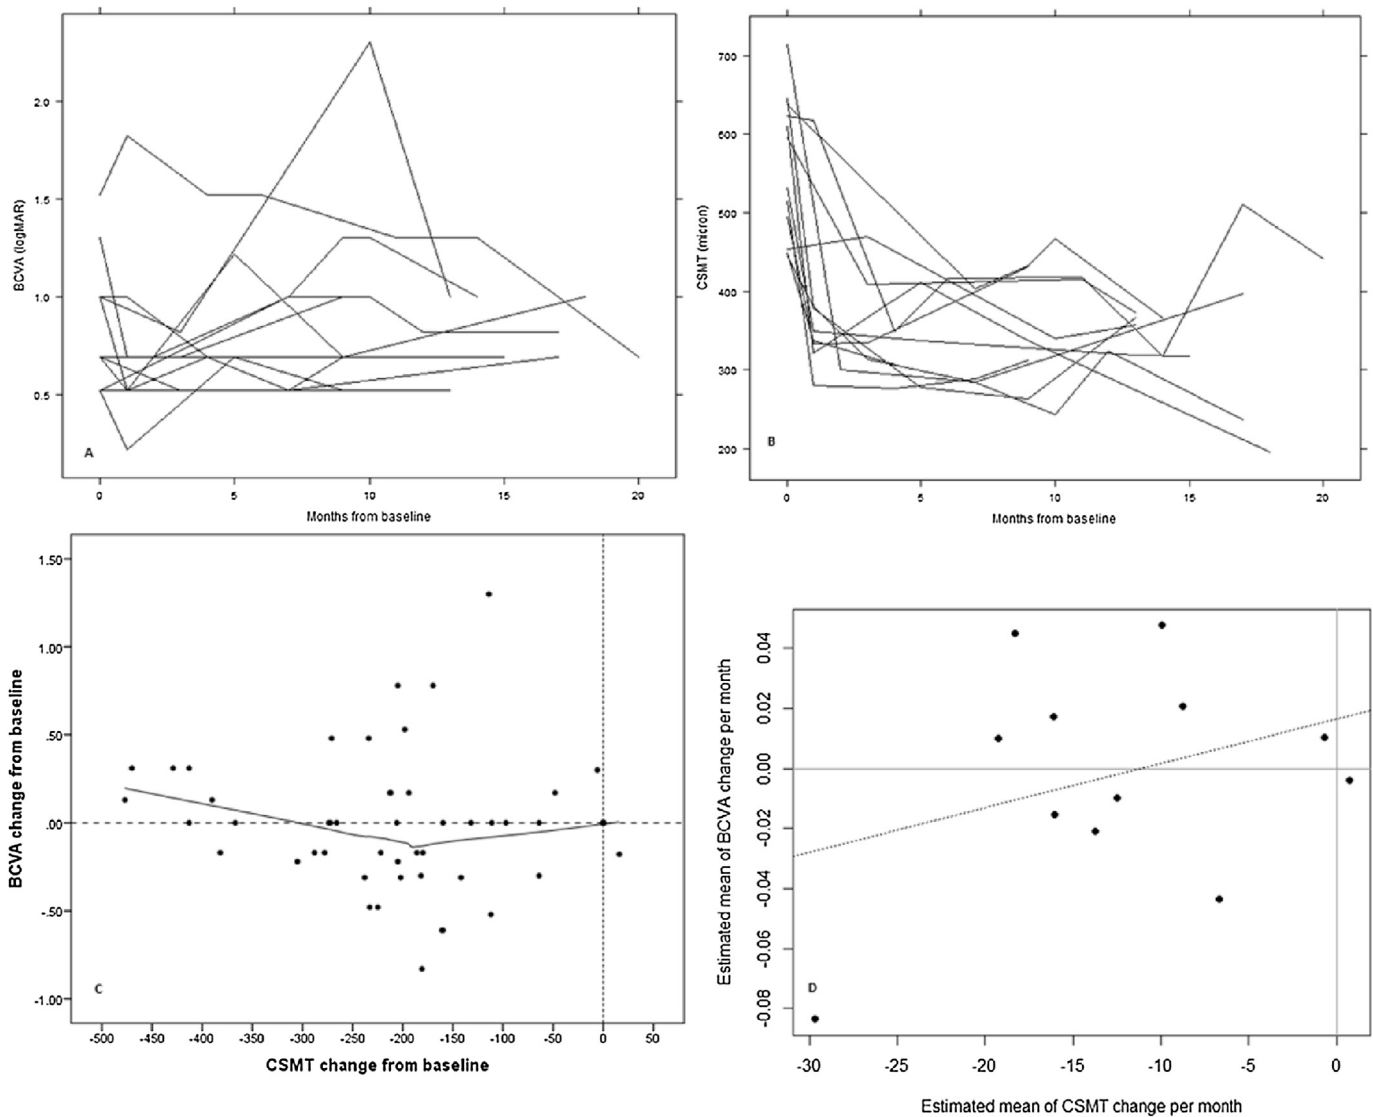 2.0
1.5
1.0
0.5
BCVA (logMAR)
A
0 5 10 15 20
Months from baseline
700
600
500
400
300
200
CSMT (micron)
B
0 5 10 15 20
Months from baseline
1.50
1.00
.50
.00
-.50
-1.00
BCVA change from baseline
C
-500 -450 -400 -350 -300 -250 -200 -150 -100 -50 0 50
CSMT change from baseline
0.04
0.02
0.00
-0.02
-0.04
-0.06
-0.08
Estimated mean of BCVA change per month
D
-30 -25 -20 -15 -10 -5 0
Estimated mean of CSMT change per month